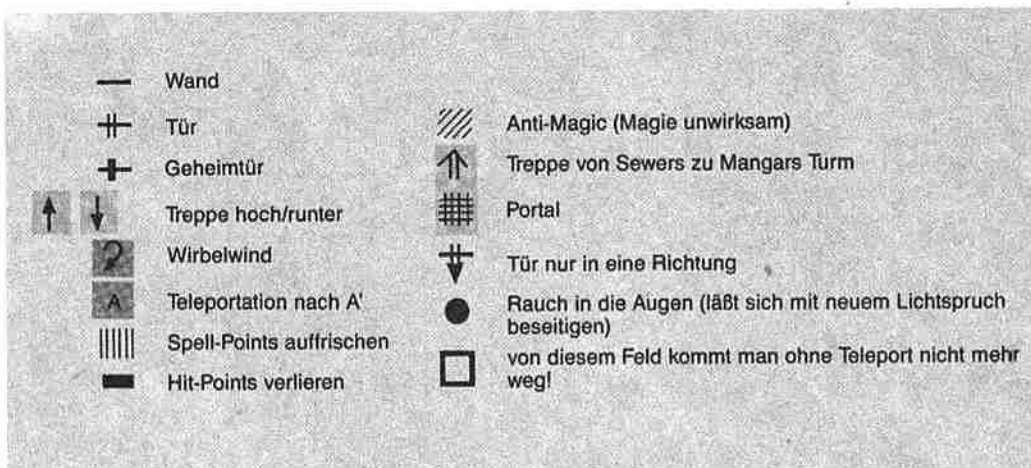 Wand
Tür
Geheimtür
Treppe hoch/runter
Wirbelwind
A Teleportation nach A'
Spell-Points auffrischen
Hit-Points verlieren
Anti-Magic (Magie unwirksam)
Treppe von Sewers zu Mangars Turm
Portal
Tür nur in eine Richtung
Rauch in die Augen (läßt sich mit neuem Lichtspruch
beseitigen)
von diesem Feld kommt man ohne Teleport nicht mehr
weg!